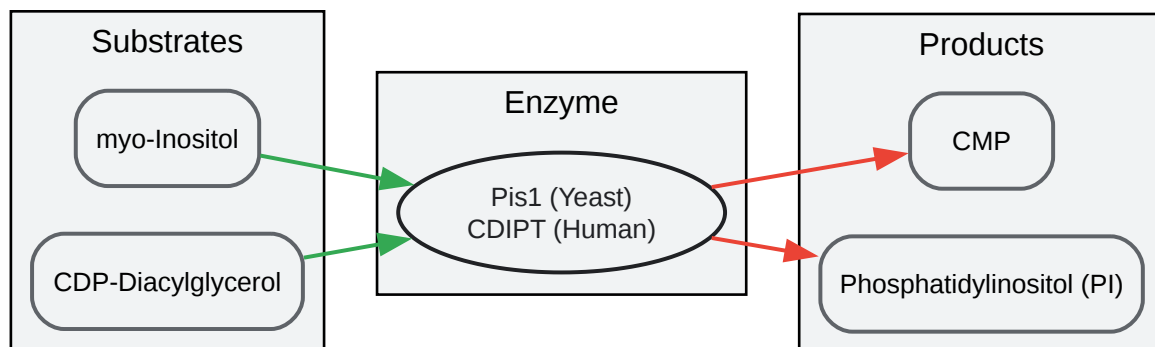 Substrates
myo-Inositol
CDP-Diacylglycerol
Enzyme
Pis1 (Yeast)
CDIPT (Human)
Products
CMP
Phosphatidylinositol (PI)